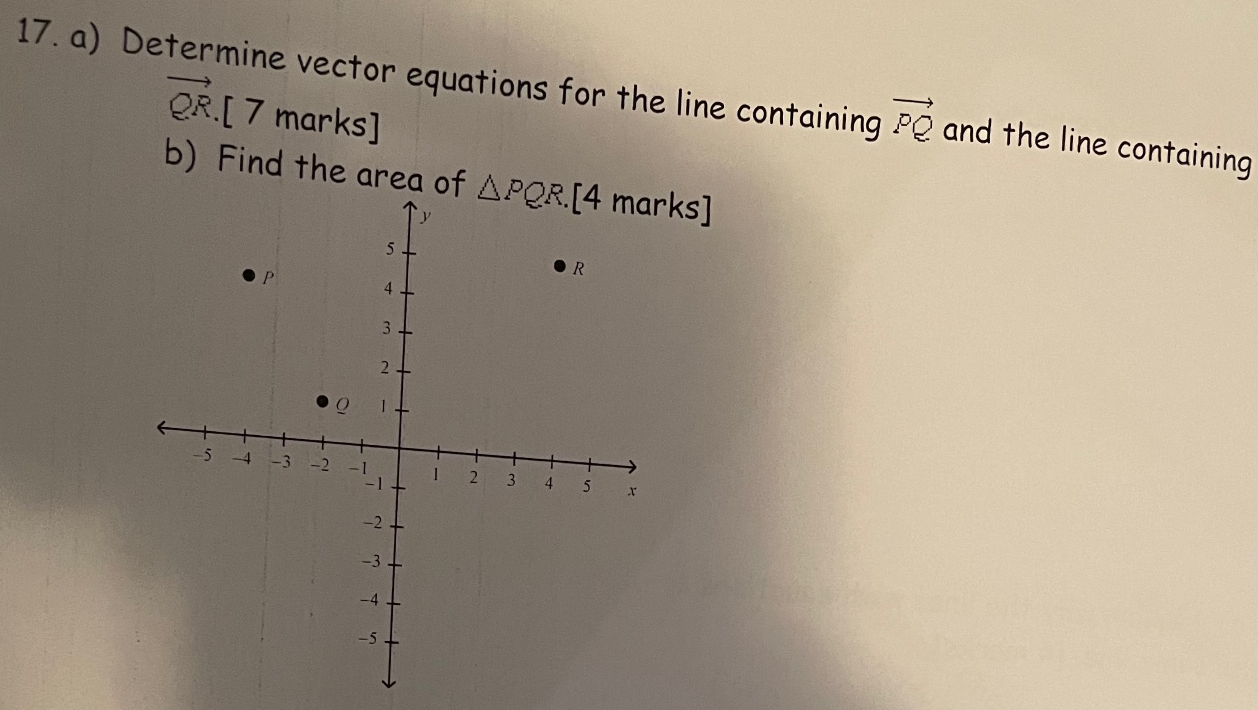 17. a) Determine vector equations for the line containing PQ and the line containing
QR.[ 7 marks]
b) Find the area of △PQR.[4 marks]
y
5
P
R
4
3
2
Q
1
-5 -4 -3 -2 -1 1 2 3 4 5 x
-1
-2
-3
-4
-5